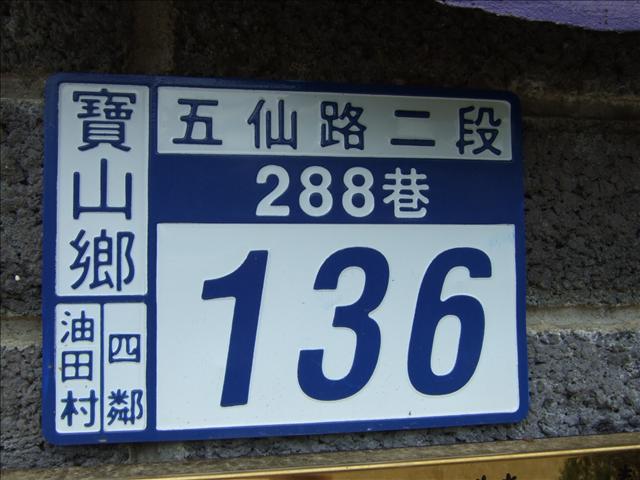 寶山鄉
油田村
四鄰
五仙路二段
288巷
136